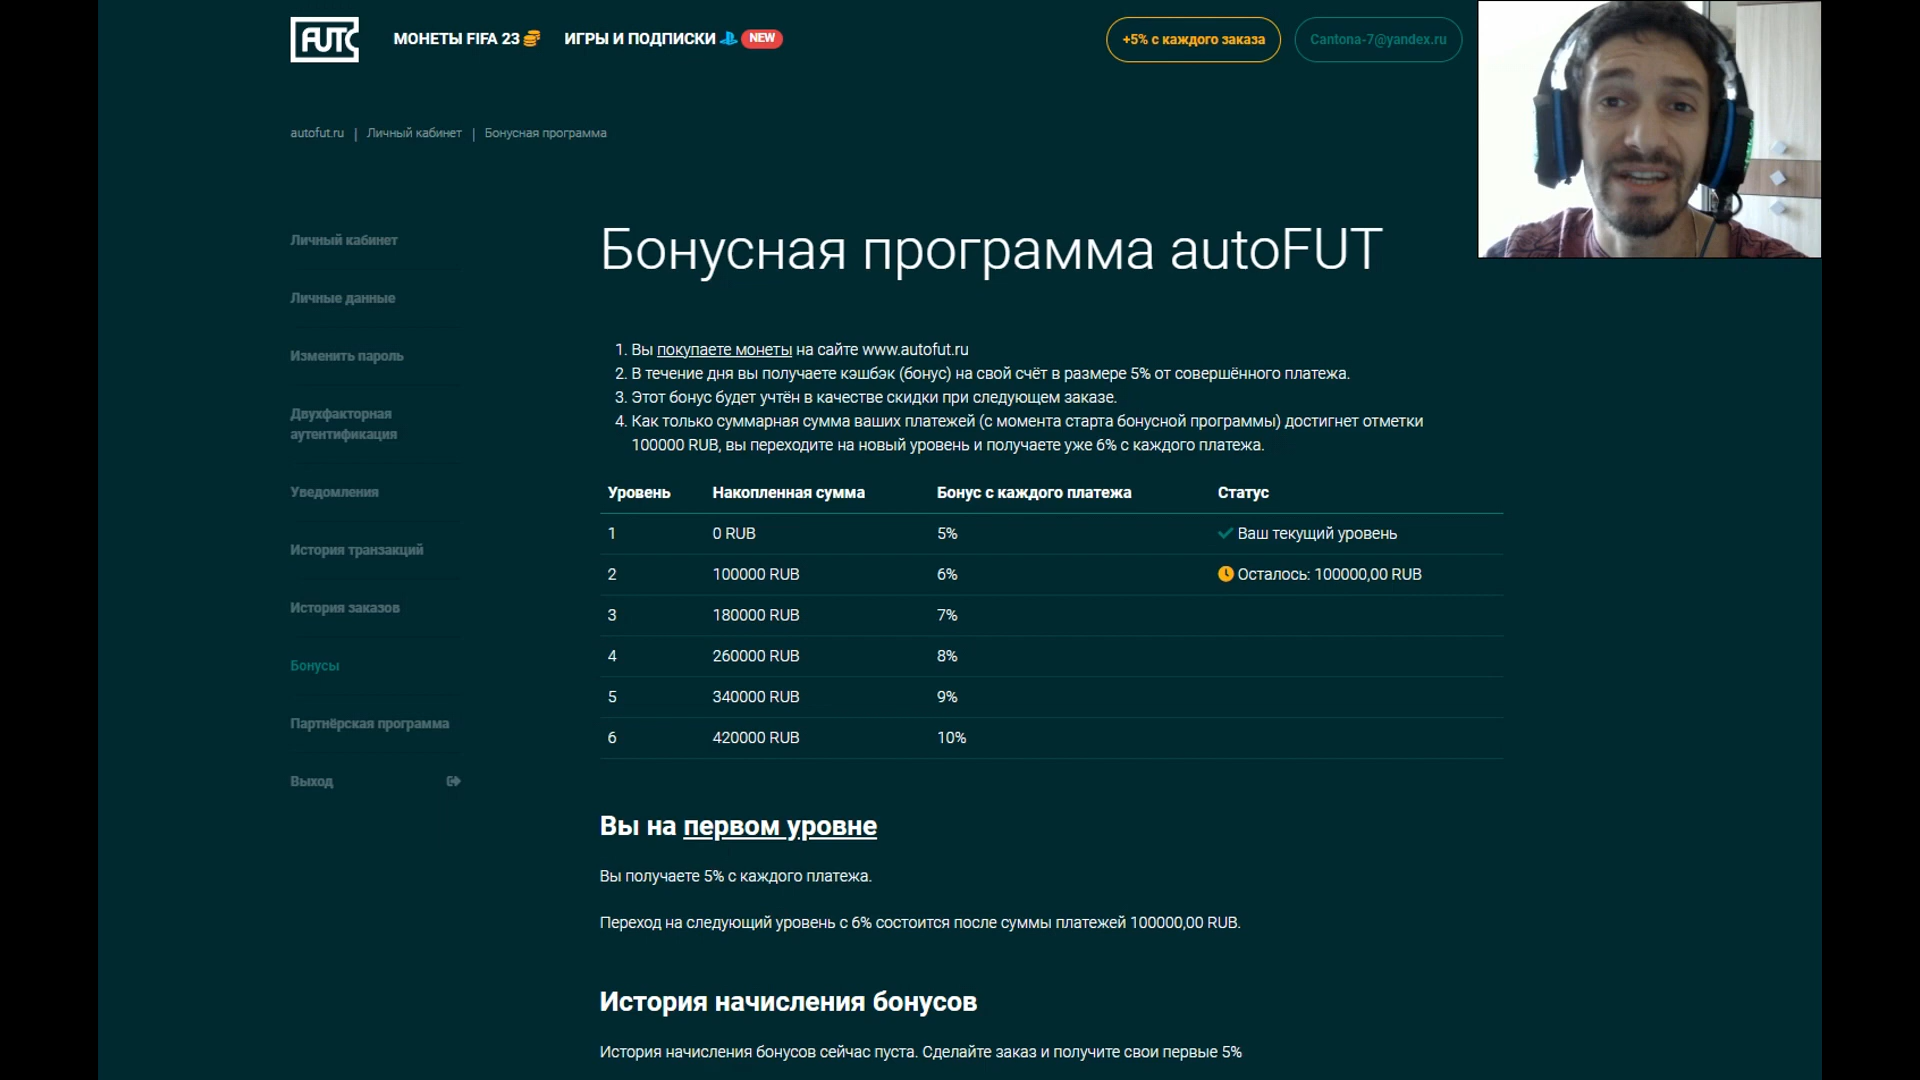 FUT
МОНЕТЫ FIFA 23
ИГРЫ И ПОДПИСКИ NEW
+5% с каждого заказа
Cantona-7@yandex.ru
autofut.ru | Личный кабинет | Бонусная программа
Личный кабинет
Личные данные
Изменить пароль
Двухфакторная
аутентификация
Уведомления
История транзакций
История заказов
Бонусы
Партнёрская программа
Выход
Бонусная программа autoFUT
1. Вы покупаете монеты на сайте www.autofut.ru
2. В течение дня вы получаете кэшбэк (бонус) на свой счёт в размере 5% от совершённого платежа.
3. Этот бонус будет учтён в качестве скидки при следующем заказе.
4. Как только суммарная сумма ваших платежей (с момента старта бонусной программы) достигнет отметки
100000 RUB, вы переходите на новый уровень и получаете уже 6% с каждого платежа.
Уровень Накопленная сумма Бонус с каждого платежа Статус
1 0 RUB 5% Ваш текущий уровень
2 100000 RUB 6% Осталось: 100000,00 RUB
3 180000 RUB 7%
4 260000 RUB 8%
5 340000 RUB 9%
6 420000 RUB 10%
Вы на первом уровне
Вы получаете 5% с каждого платежа.
Переход на следующий уровень с 6% состоится после суммы платежей 100000,00 RUB.
История начисления бонусов
История начисления бонусов сейчас пуста. Сделайте заказ и получите свои первые 5%